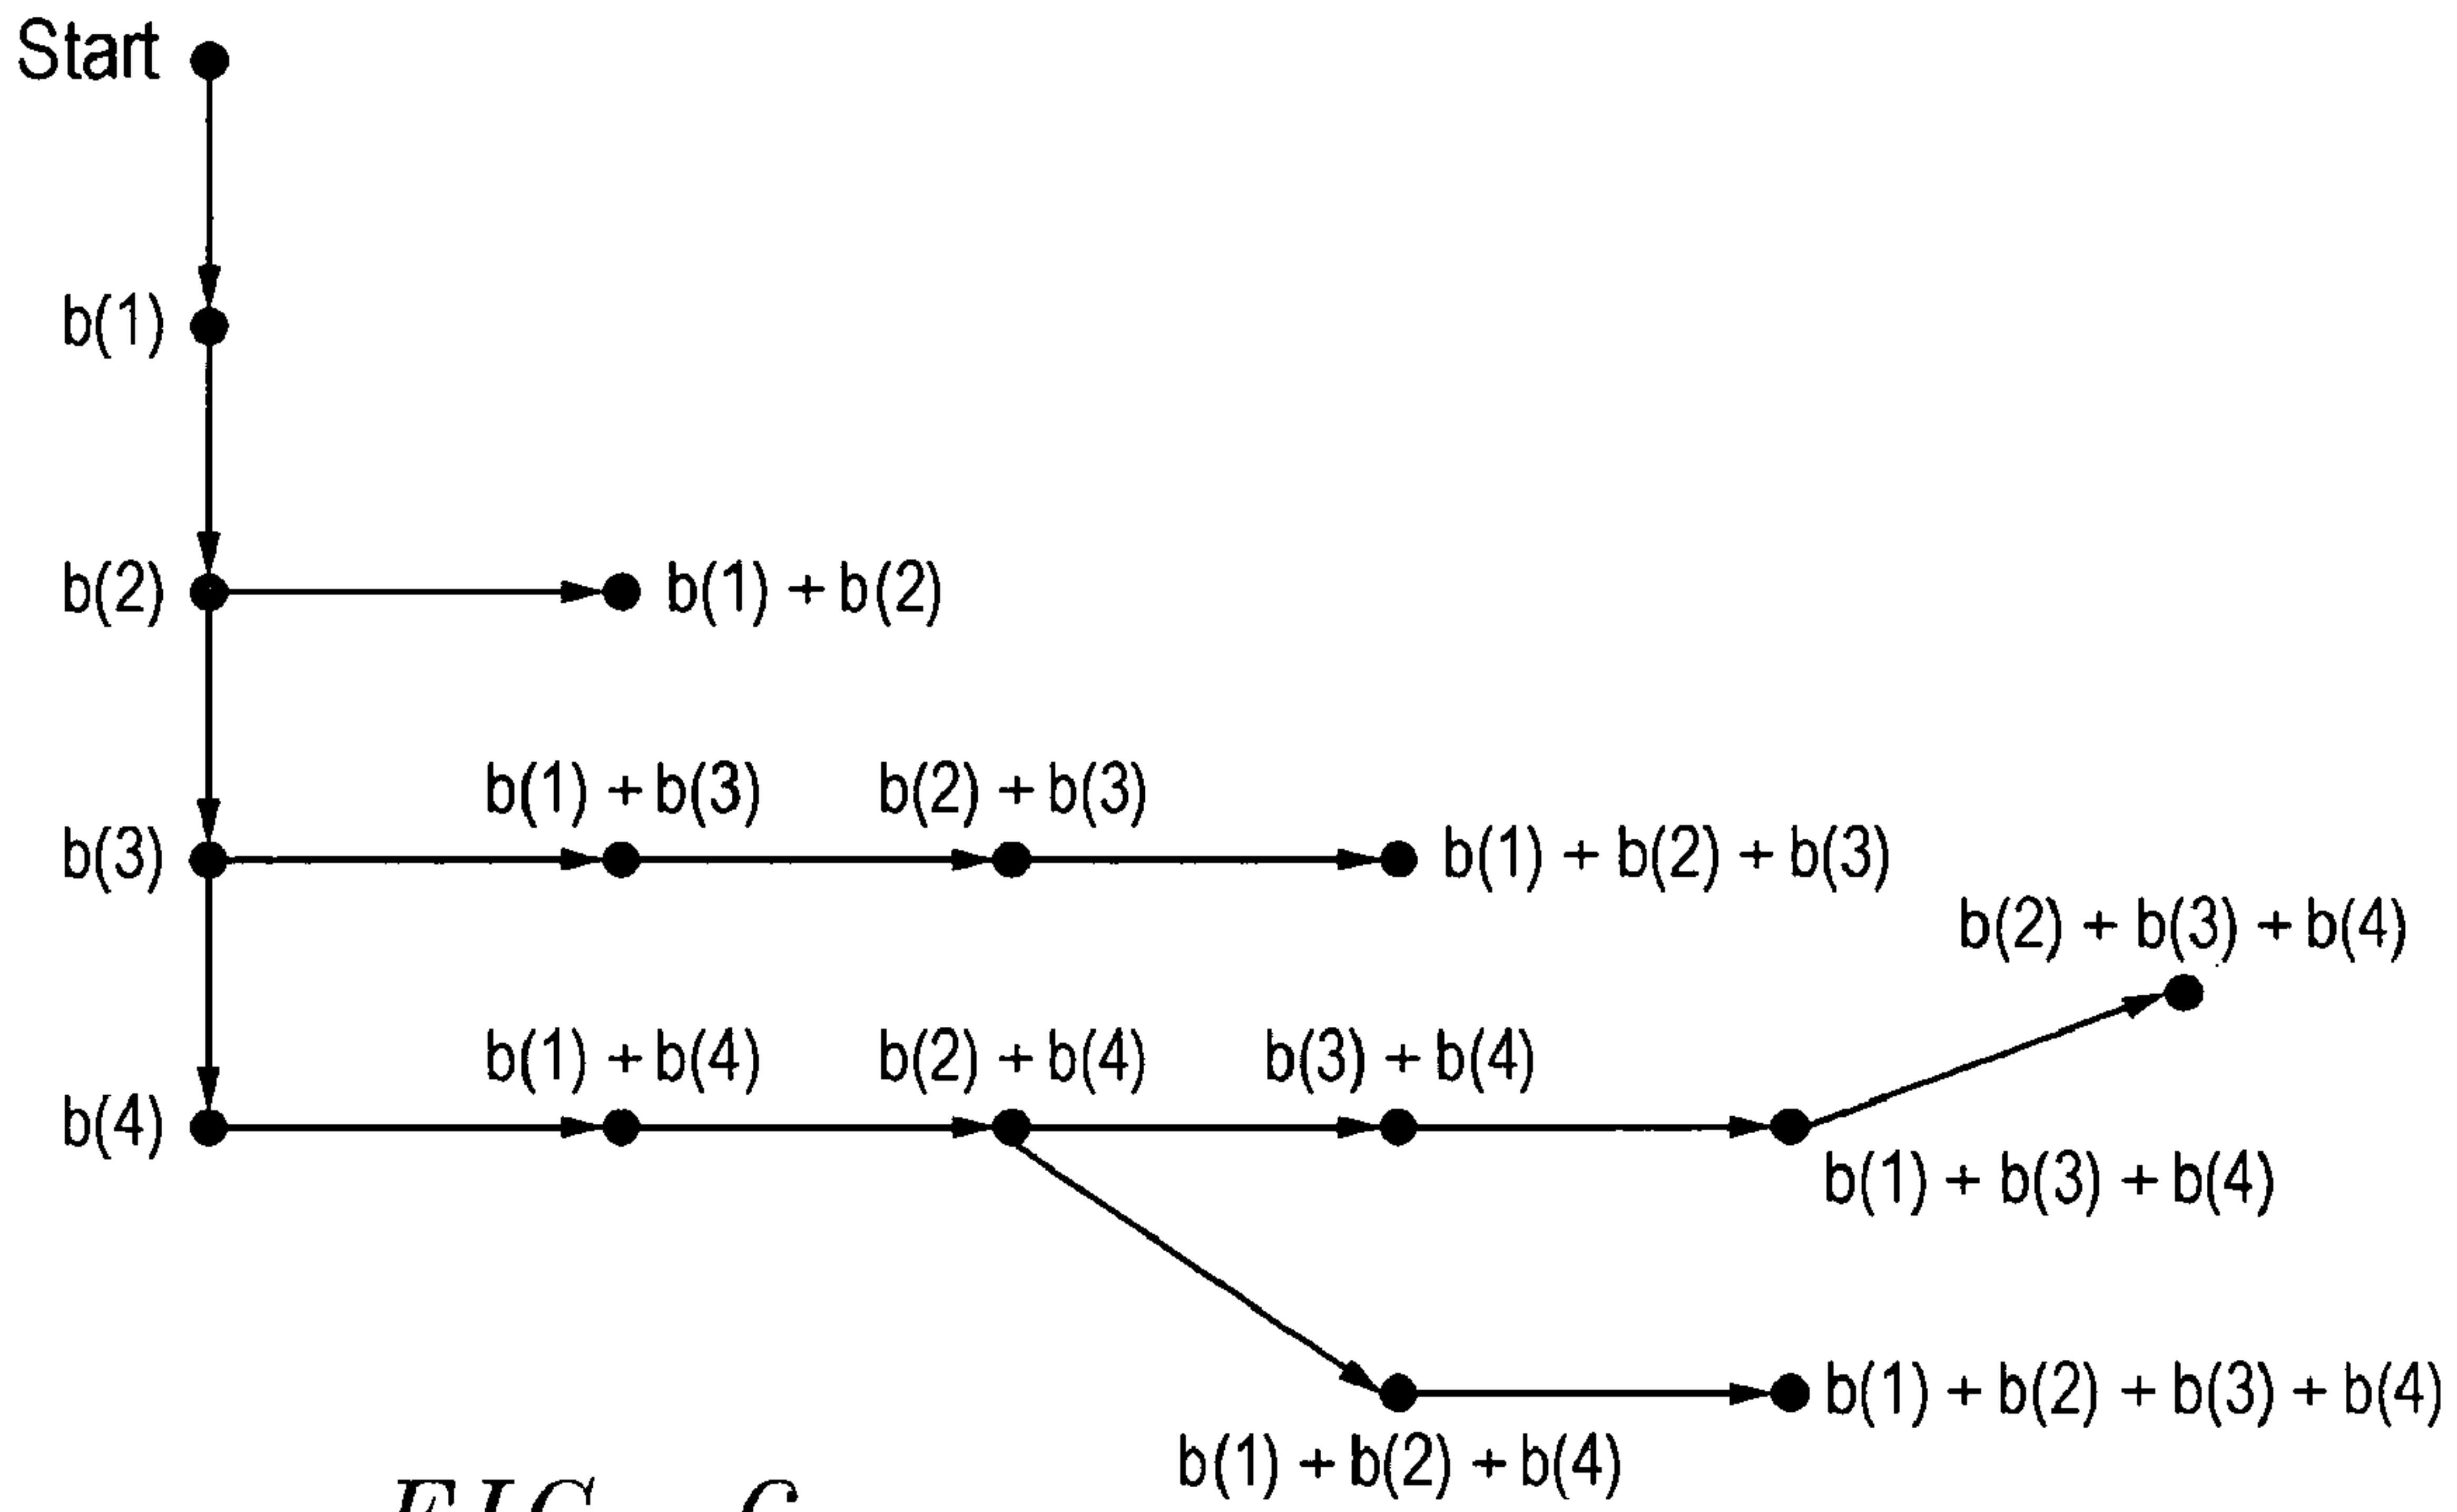 Start
b(1)
b(2)
b(1) + b(2)
b(1) + b(3)
b(2) + b(3)
b(3)
b(1) + b(2) + b(3)
b(2) + b(3) + b(4)
b(1) + b(4)
b(2) + b(4)
b(3) + b(4)
b(4)
b(1) + b(3) + b(4)
b(1) + b(2) + b(3) + b(4)
b(1) + b(2) + b(4)